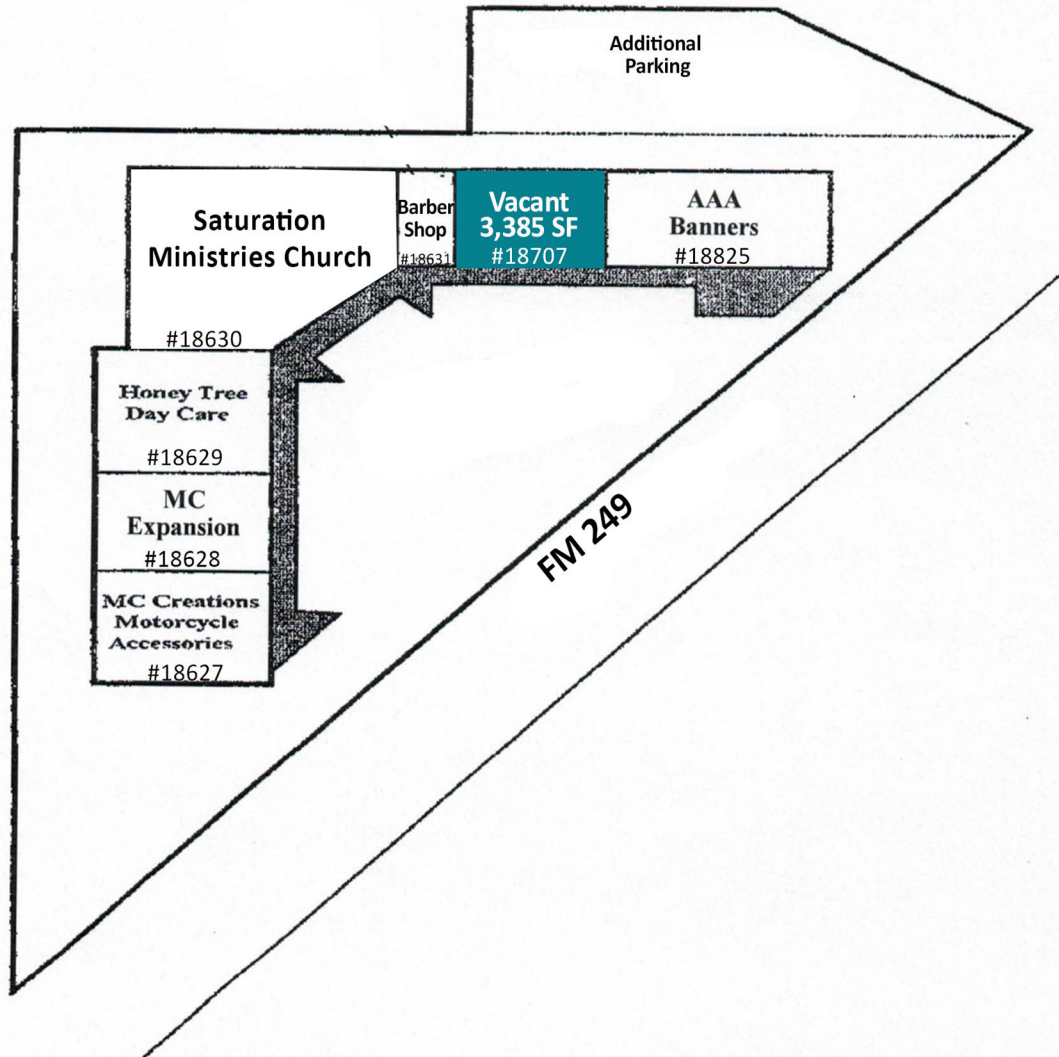 Additional
Parking
Saturation
Ministries Church
#18630
Barber
Shop
#18631
Vacant
3,385 SF
#18707
AAA
Banners
#18825
Honey Tree
Day Care
#18629
MC
Expansion
#18628
MC Creations
Motorcycle
Accessories
#18627
FM 249